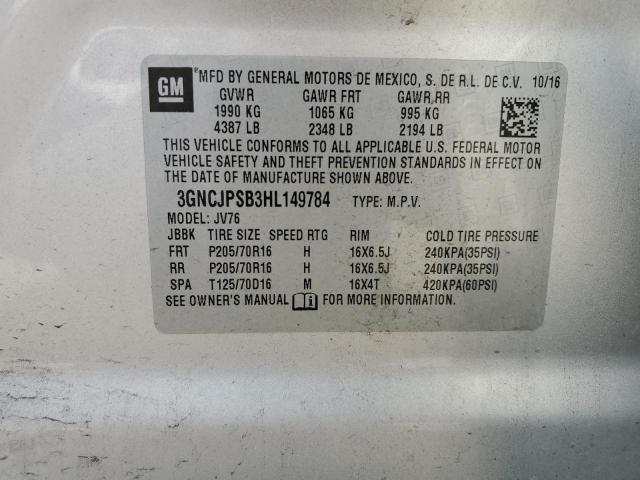 GM
MFD BY GENERAL MOTORS DE MEXICO, S. DE R.L. DE C.V. 10/16
GVWR GAWR FRT GAWR RR
1990 KG 1065 KG 995 KG
4387 LB 2348 LB 2194 LB
THIS VEHICLE CONFORMS TO ALL APPLICABLE U.S. FEDERAL MOTOR
VEHICLE SAFETY AND THEFT PREVENTION STANDARDS IN EFFECT ON
THE DATE OF MANUFACTURE SHOWN ABOVE.
3GNCJPSB3HL149784 TYPE: M.P.V.
MODEL: JV76
JBBK TIRE SIZE SPEED RTG RIM COLD TIRE PRESSURE
FRT P205/70R16 H 16X6.5J 240KPA(35PSI)
RR P205/70R16 H 16X6.5J 240KPA(35PSI)
SPA T125/70D16 M 16X4T 420KPA(60PSI)
SEE OWNER'S MANUAL FOR MORE INFORMATION.